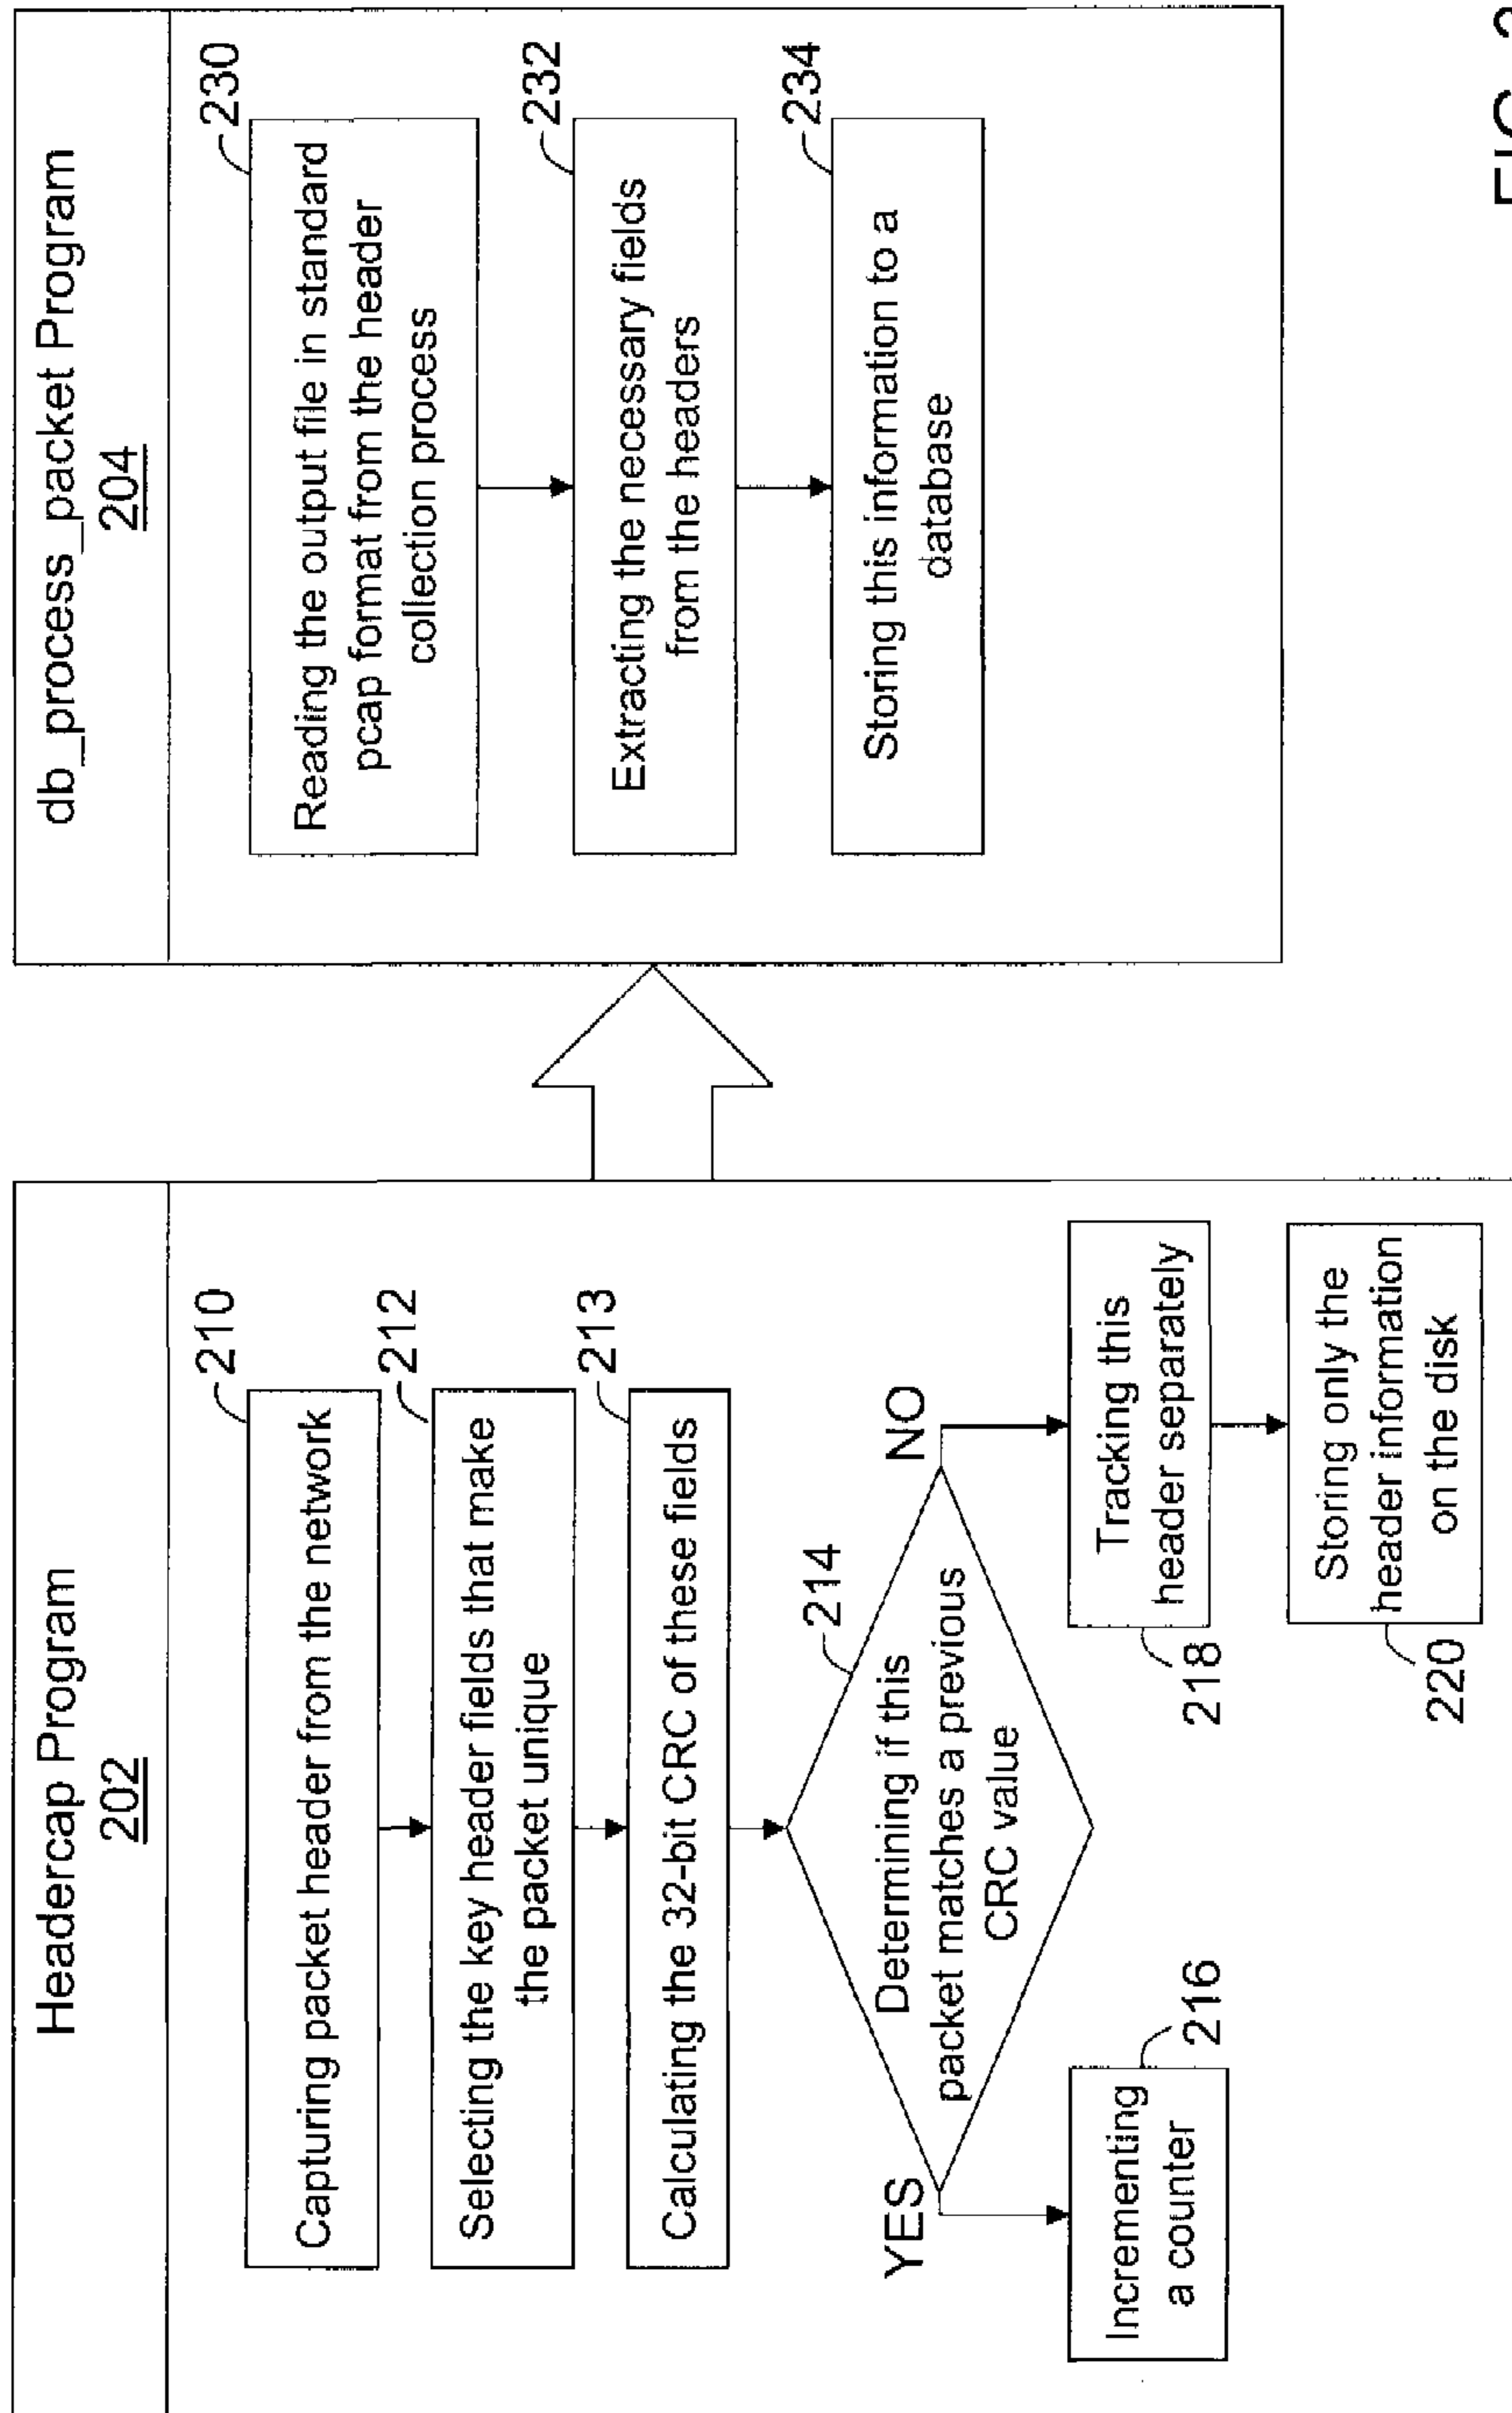 Headercap Program
202
210
Capturing packet header from the network
212
Selecting the key header fields that make
the packet unique
213
Calculating the 32-bit CRC of these fields
214
Determining if this
packet matches a previous
CRC value
YES
NO
Incrementing
a counter
216
Tracking this
header separately
218
Storing only the
header information
on the disk
220
db_process_packet Program
204
230
Reading the output file in standard
pcap format from the header
collection process
232
Extracting the necessary fields
from the headers
234
Storing this information to a
database